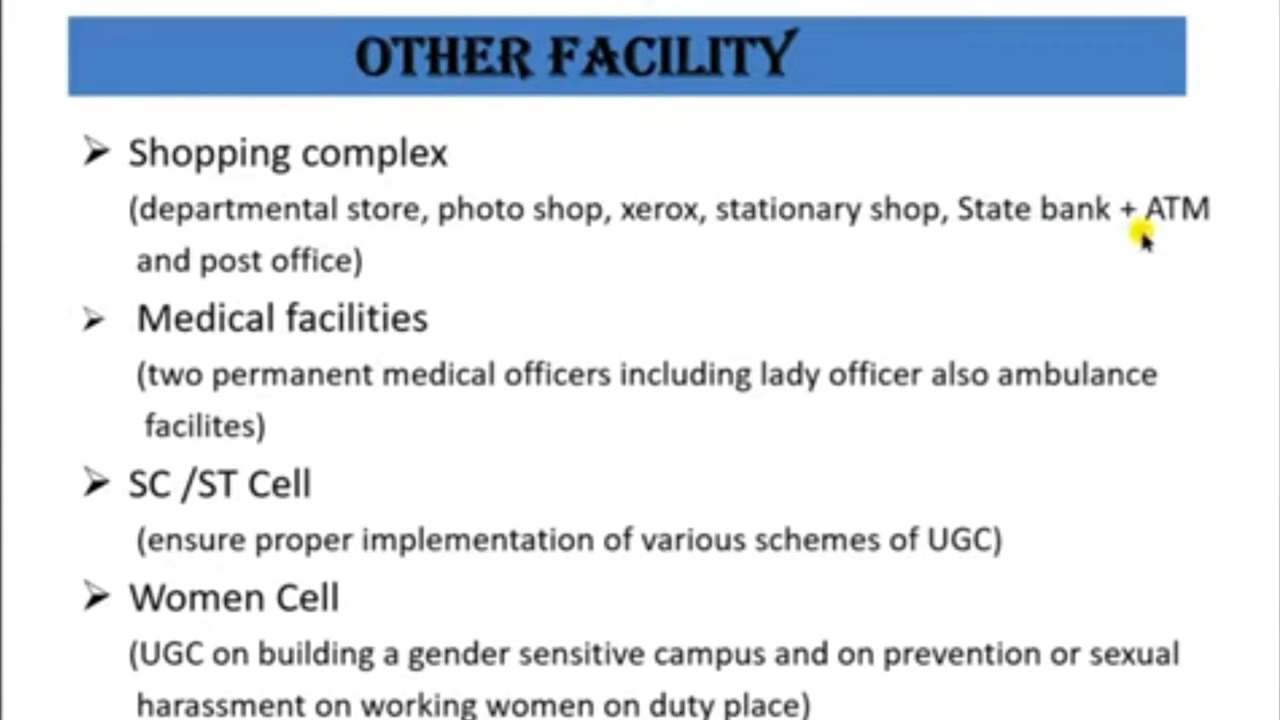 OTHER FACILITY
➢ Shopping complex
(departmental store, photo shop, xerox, stationary shop, State bank + ATM
and post office)
➢ Medical facilities
(two permanent medical officers including lady officer also ambulance
facilites)
➢ SC /ST Cell
(ensure proper implementation of various schemes of UGC)
➢ Women Cell
(UGC on building a gender sensitive campus and on prevention or sexual
harassment on working women on duty place)